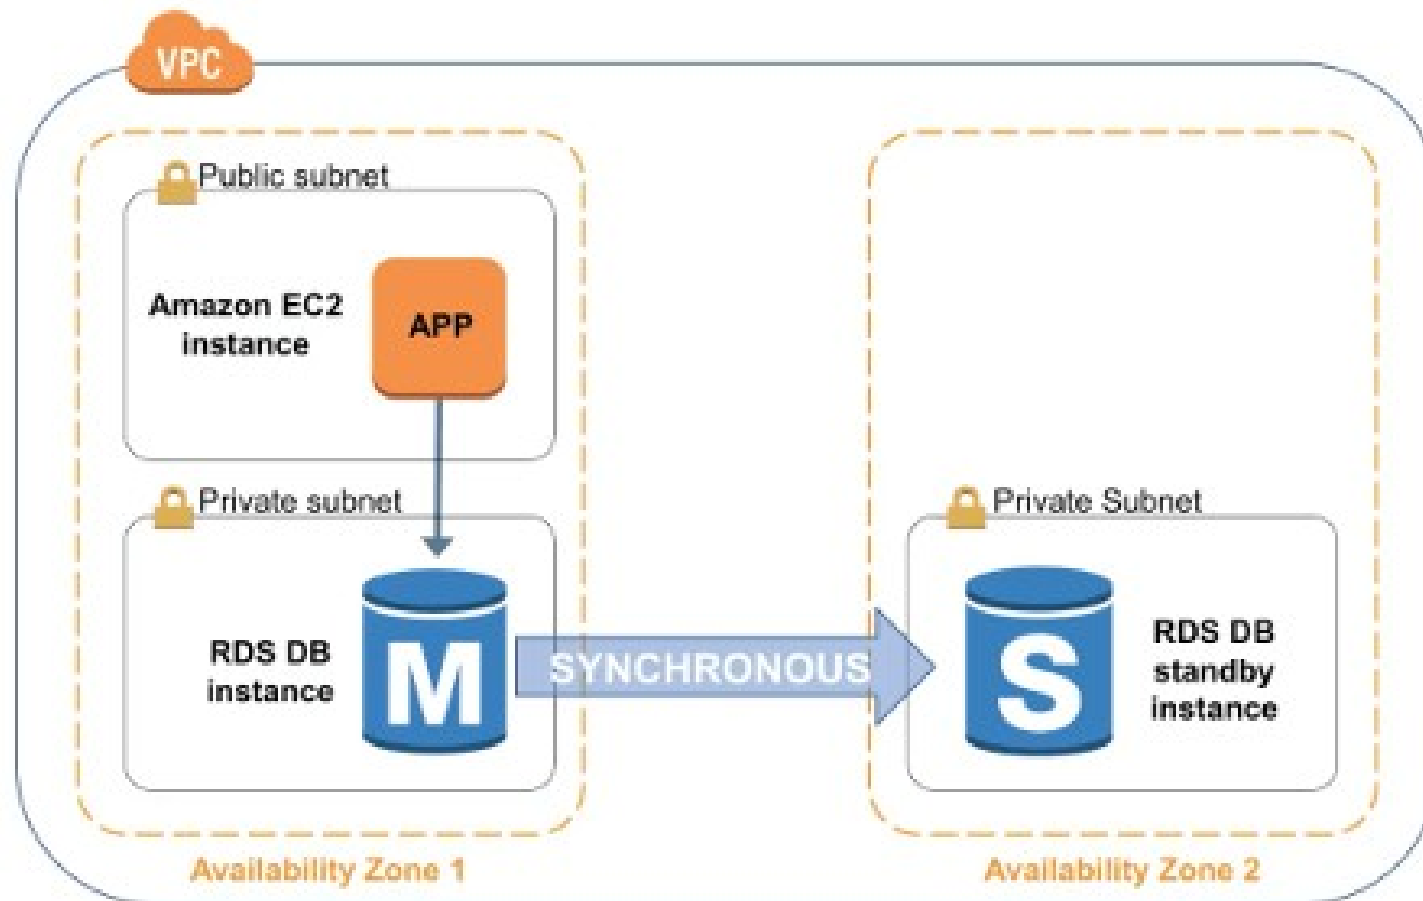 VPC
Public subnet
Amazon EC2
instance
APP
Private subnet
RDS DB
instance
M
SYNCHRONOUS
Private Subnet
S
RDS DB
standby
instance
Availability Zone 1
Availability Zone 2